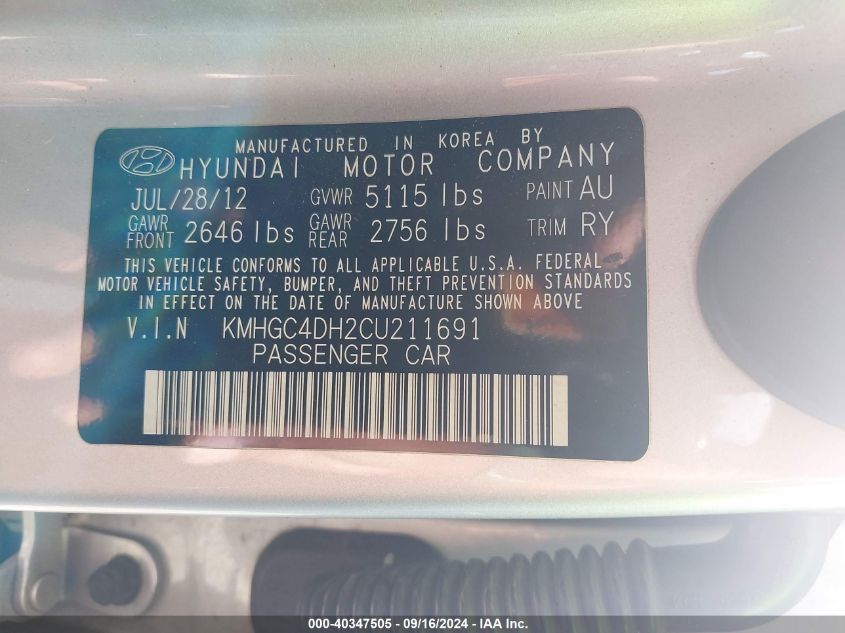 MANUFACTURED IN KOREA BY
HYUNDAI MOTOR COMPANY
JUL/28/12 GVWR 5115 lbs PAINT AU
GAWR FRONT 2646 lbs GAWR REAR 2756 lbs TRIM RY
THIS VEHICLE CONFORMS TO ALL APPLICABLE U.S.A. FEDERAL
MOTOR VEHICLE SAFETY, BUMPER, AND THEFT PREVENTION STANDARDS
IN EFFECT ON THE DATE OF MANUFACTURE SHOWN ABOVE
V.I.N KMHGC4DH2CU211691
PASSENGER CAR
000-40347505 - 09/16/2024 - IAA Inc.